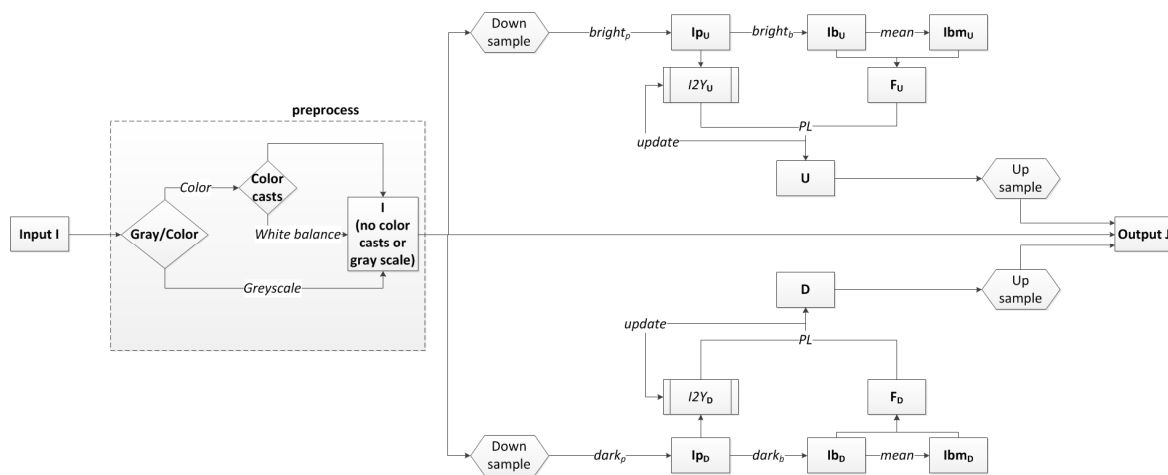 Down
sample
bright_p
Ip_U
bright_b
Ib_U
mean
Ibm_U
I2Y_U
F_U
PL
update
U
Up
sample
preprocess
Color
Color
casts
Input I
Gray/Color
White balance
I
(no color
casts or
gray scale)
Greyscale
Output J
Up
sample
D
update
PL
I2Y_D
F_D
Down
sample
dark_p
Ip_D
dark_b
Ib_D
mean
Ibm_D